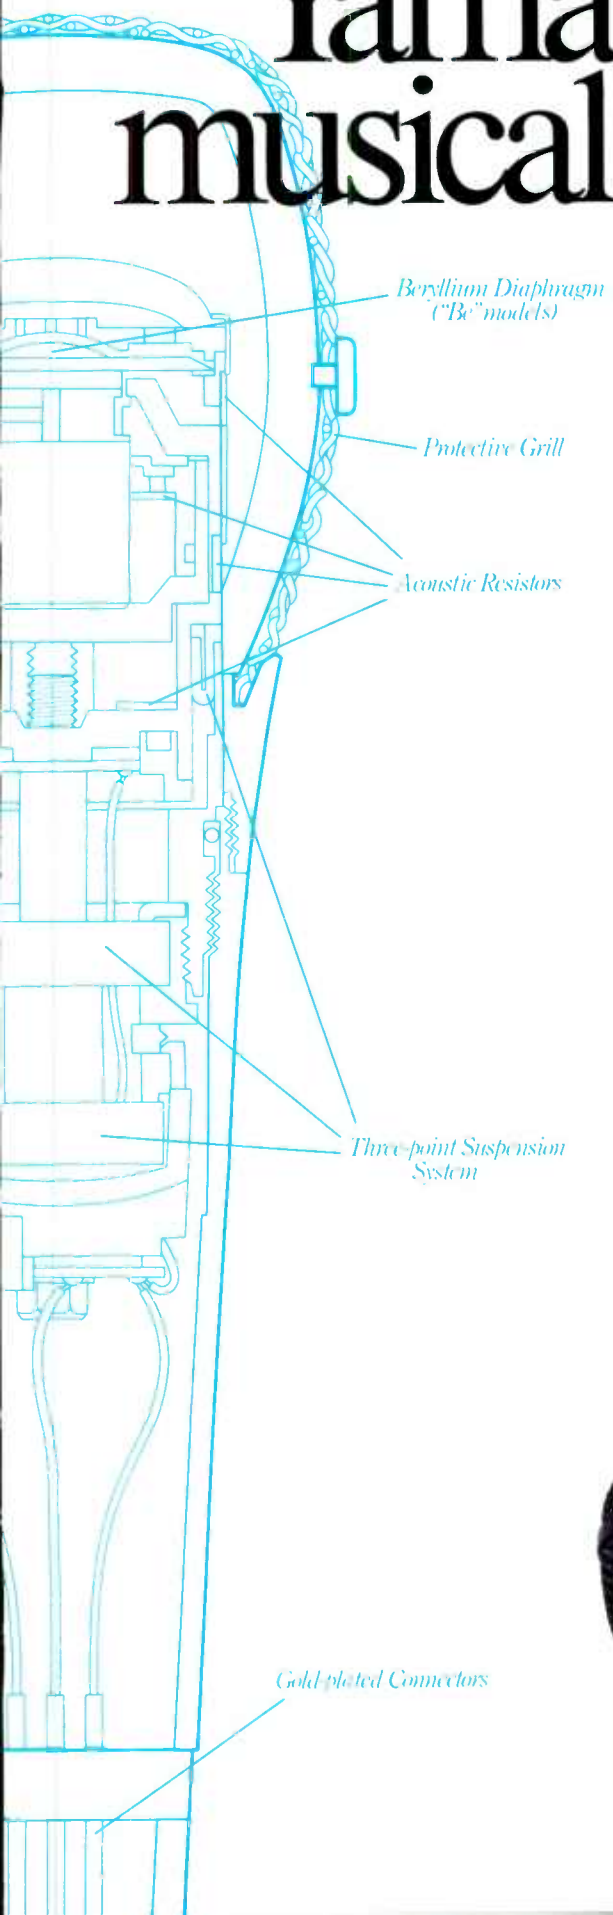 musical
Beryllium Diaphragm
("Be" models)
Protective Grill
Acoustic Resistors
Three-point Suspension
System
Gold-plated Connectors